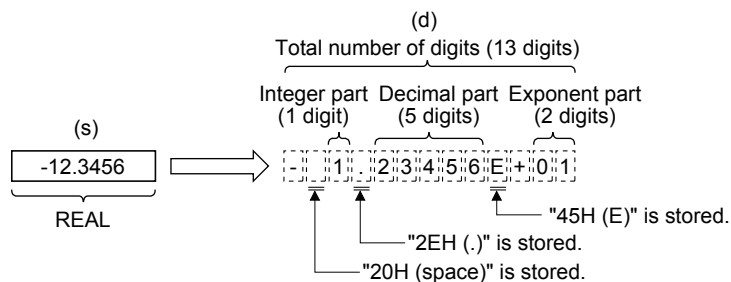 (d)
Total number of digits (13 digits)
Integer part Decimal part Exponent part
(1 digit) (5 digits) (2 digits)
(s)
-12.3456
- 1 . 2 3 4 5 6 E + 0 1
REAL
"45H (E)" is stored.
"2EH (.)" is stored.
"20H (space)" is stored.